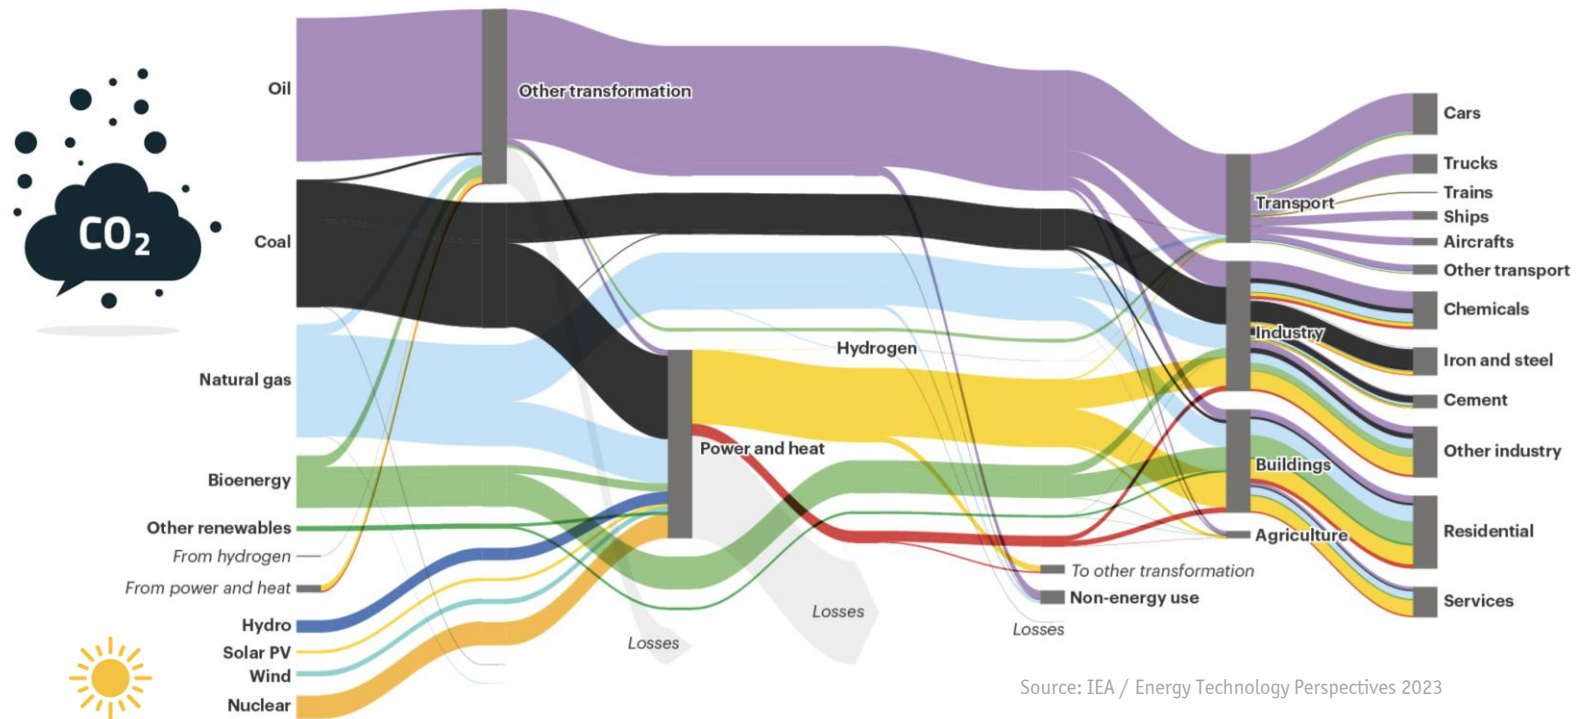 CO₂
Oil
Coal
Natural gas
Bioenergy
Other renewables
From hydrogen
From power and heat
Hydro
Solar PV
Wind
Nuclear
Other transformation
Power and heat
Losses
Losses
Hydrogen
To other transformation
Non-energy use
Losses
Transport
Industry
Buildings
Agriculture
Cars
Trucks
Trains
Ships
Aircrafts
Other transport
Chemicals
Iron and steel
Cement
Other industry
Residential
Services
Source: IEA / Energy Technology Perspectives 2023